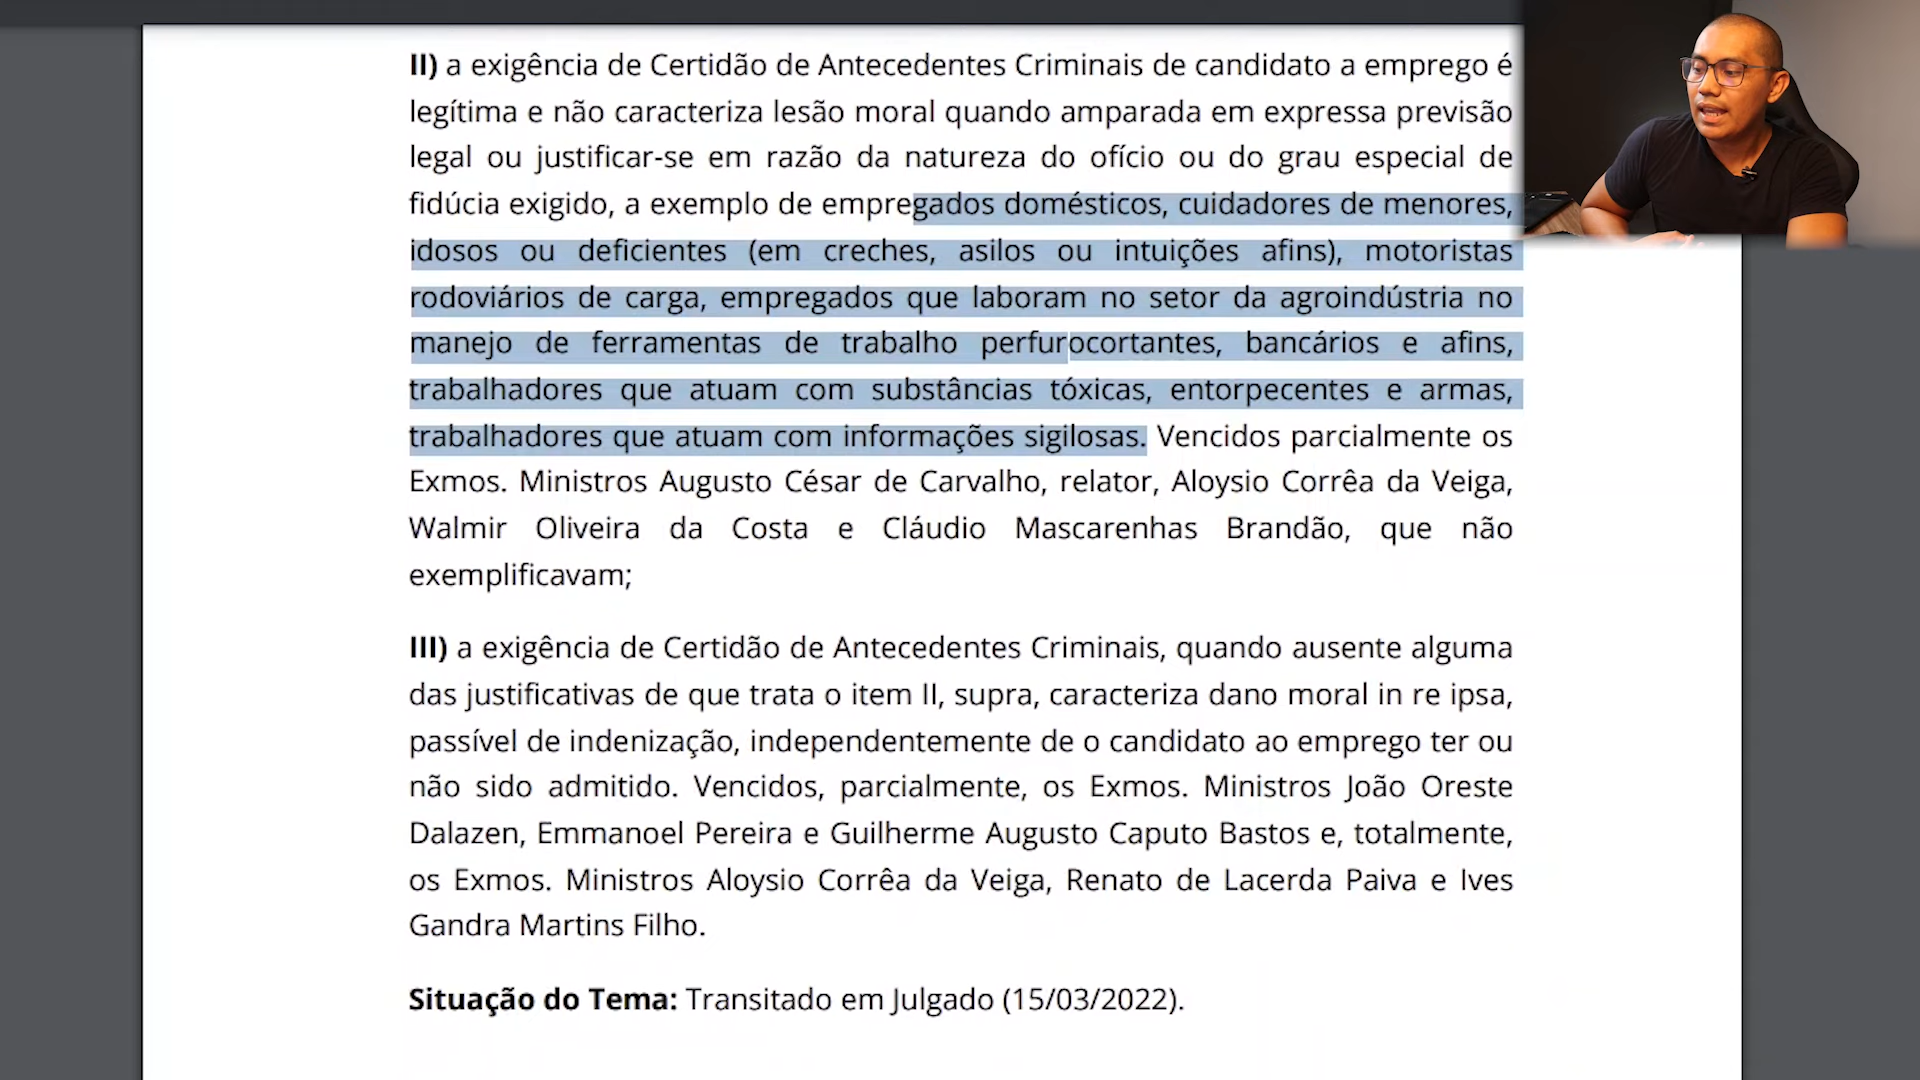 II) a exigência de Certidão de Antecedentes Criminais de candidato a emprego é
legítima e não caracteriza lesão moral quando amparada em expressa previsão
legal ou justificar-se em razão da natureza do ofício ou do grau especial de
fidúcia exigido, a exemplo de empregados domésticos, cuidadores de menores,
idosos ou deficientes (em creches, asilos ou intuições afins), motoristas
rodoviários de carga, empregados que laboram no setor da agroindústria no
manejo de ferramentas de trabalho perfurocortantes, bancários e afins,
trabalhadores que atuam com substâncias tóxicas, entorpecentes e armas,
trabalhadores que atuam com informações sigilosas. Vencidos parcialmente os
Exmos. Ministros Augusto César de Carvalho, relator, Aloysio Corrêa da Veiga,
Walmir Oliveira da Costa e Cláudio Mascarenhas Brandão, que não
exemplificavam;
III) a exigência de Certidão de Antecedentes Criminais, quando ausente alguma
das justificativas de que trata o item II, supra, caracteriza dano moral in re ipsa,
passível de indenização, independentemente de o candidato ao emprego ter ou
não sido admitido. Vencidos, parcialmente, os Exmos. Ministros João Oreste
Dalazen, Emmanoel Pereira e Guilherme Augusto Caputo Bastos e, totalmente,
os Exmos. Ministros Aloysio Corrêa da Veiga, Renato de Lacerda Paiva e Ives
Gandra Martins Filho.
Situação do Tema: Transitado em Julgado (15/03/2022).